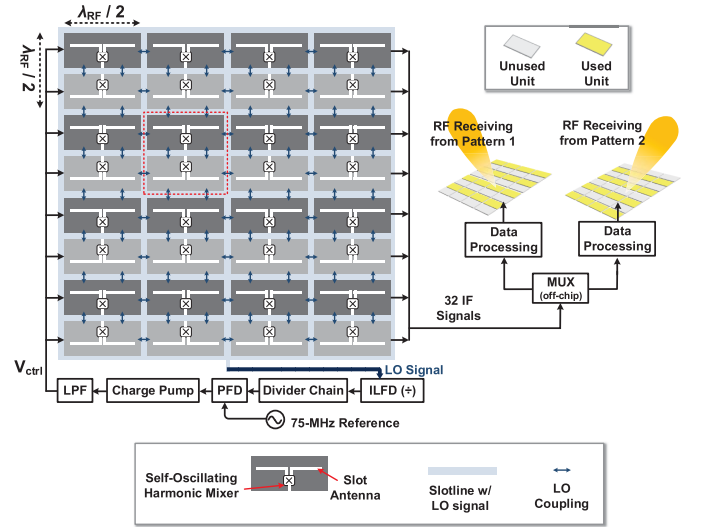 λRF / 2
λRF / 2
Unused
Unit
Used
Unit
RF Receiving
from Pattern 1
RF Receiving
from Pattern 2
Data
Processing
Data
Processing
MUX
(off-chip)
32 IF
Signals
Vctrl
LO Signal
LPF
Charge Pump
PFD
Divider Chain
ILFD (÷)
75-MHz Reference
Self-Oscillating
Harmonic Mixer
Slot
Antenna
Slotline w/
LO signal
LO
Coupling